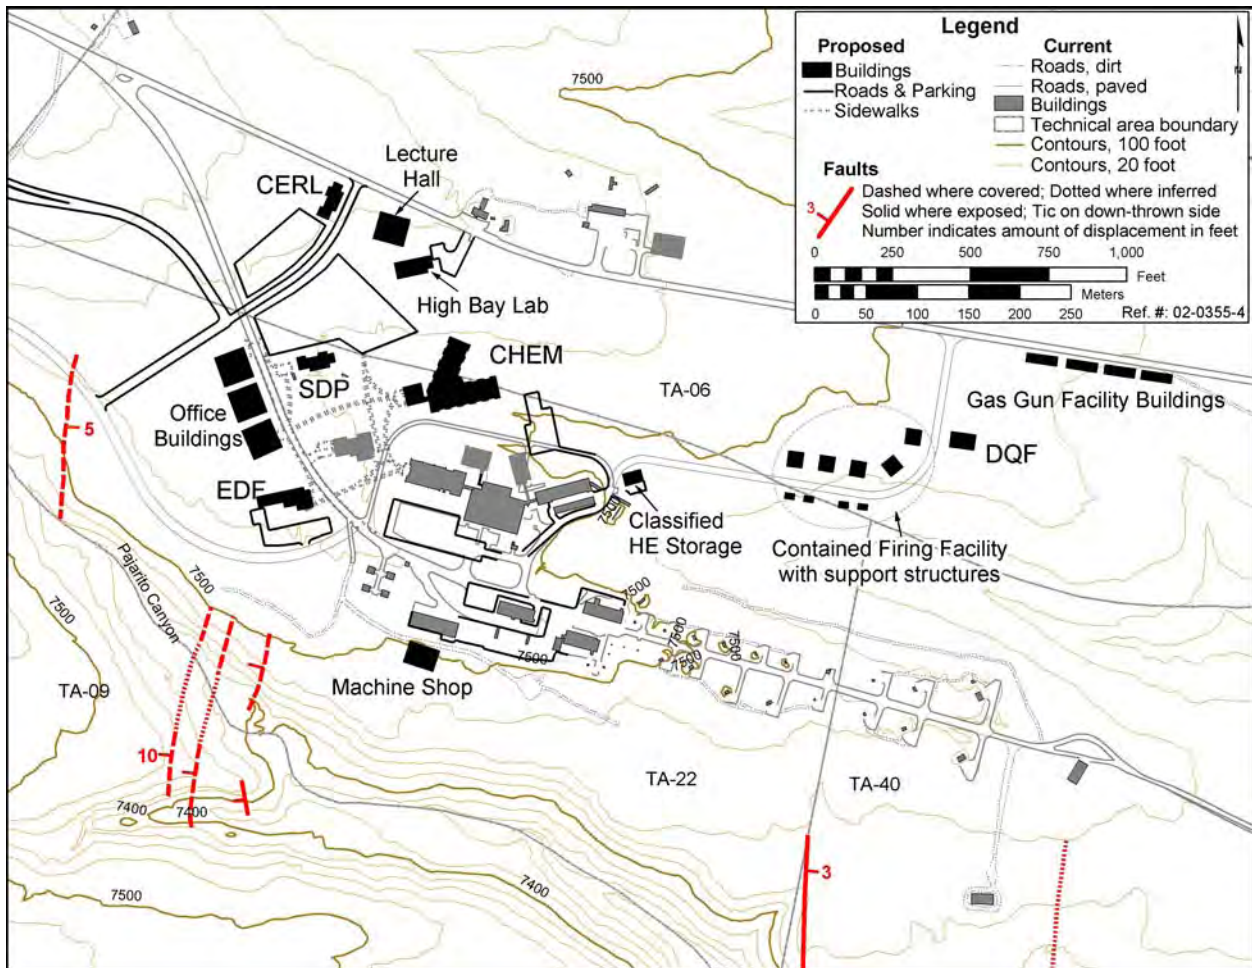 Legend
Proposed
Buildings
Roads & Parking
Sidewalks
Current
Roads, dirt
Roads, paved
Buildings
Technical area boundary
Contours, 100 foot
Contours, 20 foot
Faults
3
Dashed where covered; Dotted where inferred
Solid where exposed; Tic on down-thrown side
Number indicates amount of displacement in feet
0 250 500 750 1,000
Feet
Meters
0 50 100 150 200 250
Ref. #: 02-0355-4
7500
Lecture
Hall
CERL
High Bay Lab
CHEM
SDP
TA-06
Gas Gun Facility Buildings
Office
Buildings
5
DQF
EDF
7500
Classified
HE Storage
Contained Firing Facility
with support structures
Pajarito Canyon
7500
7500
7500
7500
7500
7500
7500
Machine Shop
TA-09
10
TA-22
TA-40
7400
7400
7400
3
7500